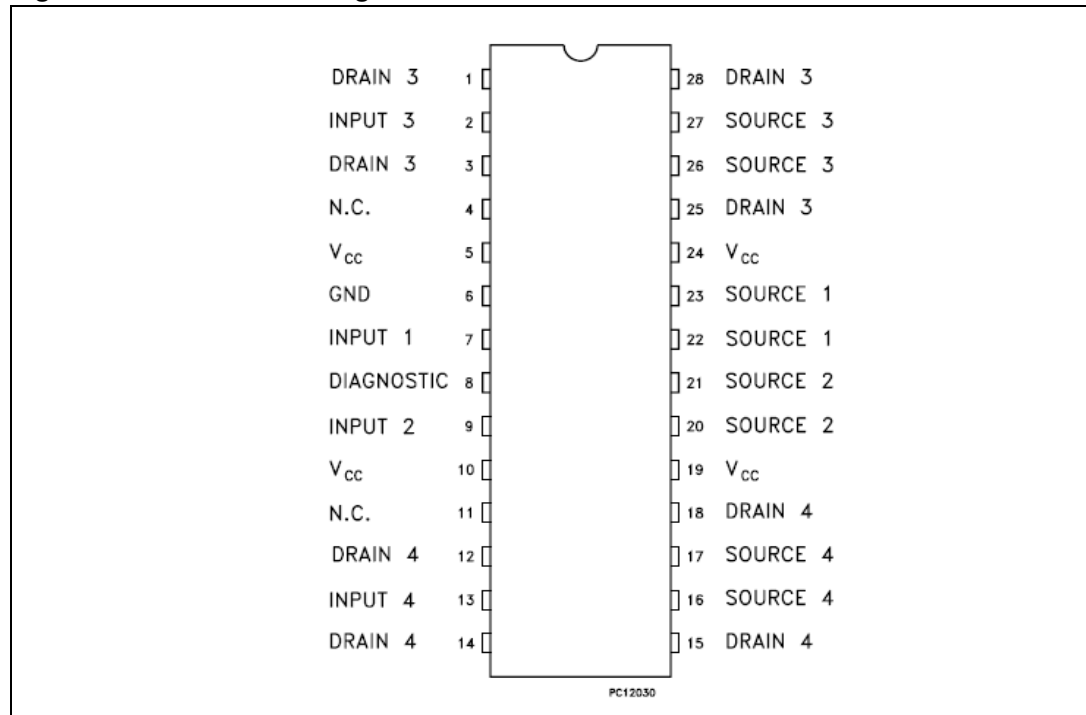 DRAIN 3 1 28 DRAIN 3
INPUT 3 2 27 SOURCE 3
DRAIN 3 3 26 SOURCE 3
N.C. 4 25 DRAIN 3
VCC 5 24 VCC
GND 6 23 SOURCE 1
INPUT 1 7 22 SOURCE 1
DIAGNOSTIC 8 21 SOURCE 2
INPUT 2 9 20 SOURCE 2
VCC 10 19 VCC
N.C. 11 18 DRAIN 4
DRAIN 4 12 17 SOURCE 4
INPUT 4 13 16 SOURCE 4
DRAIN 4 14 15 DRAIN 4
PC12030